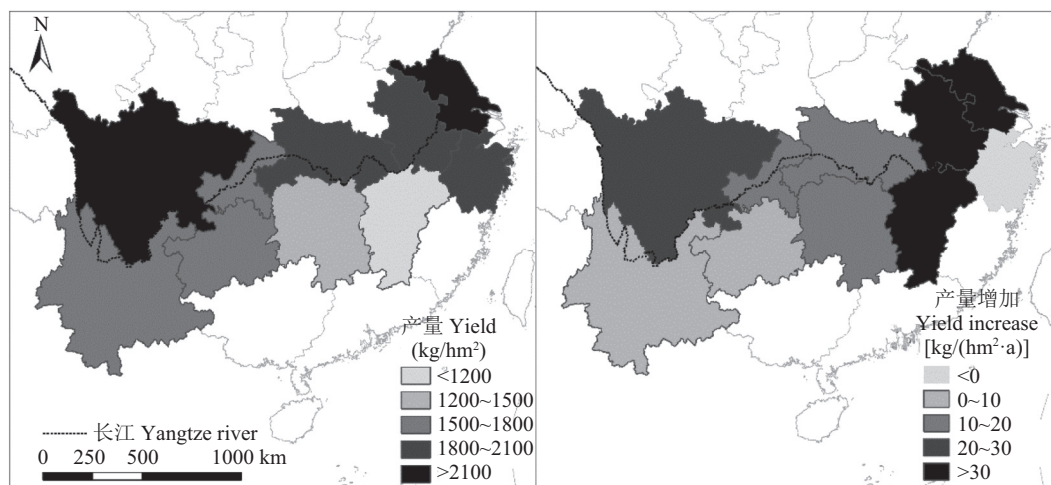 N
产量 Yield
(kg/hm²)
<1200
1200~1500
1500~1800
1800~2100
>2100
长江 Yangtze river
0 250 500 1000 km
产量增加
Yield increase
[kg/(hm²·a)]
<0
0~10
10~20
20~30
>30